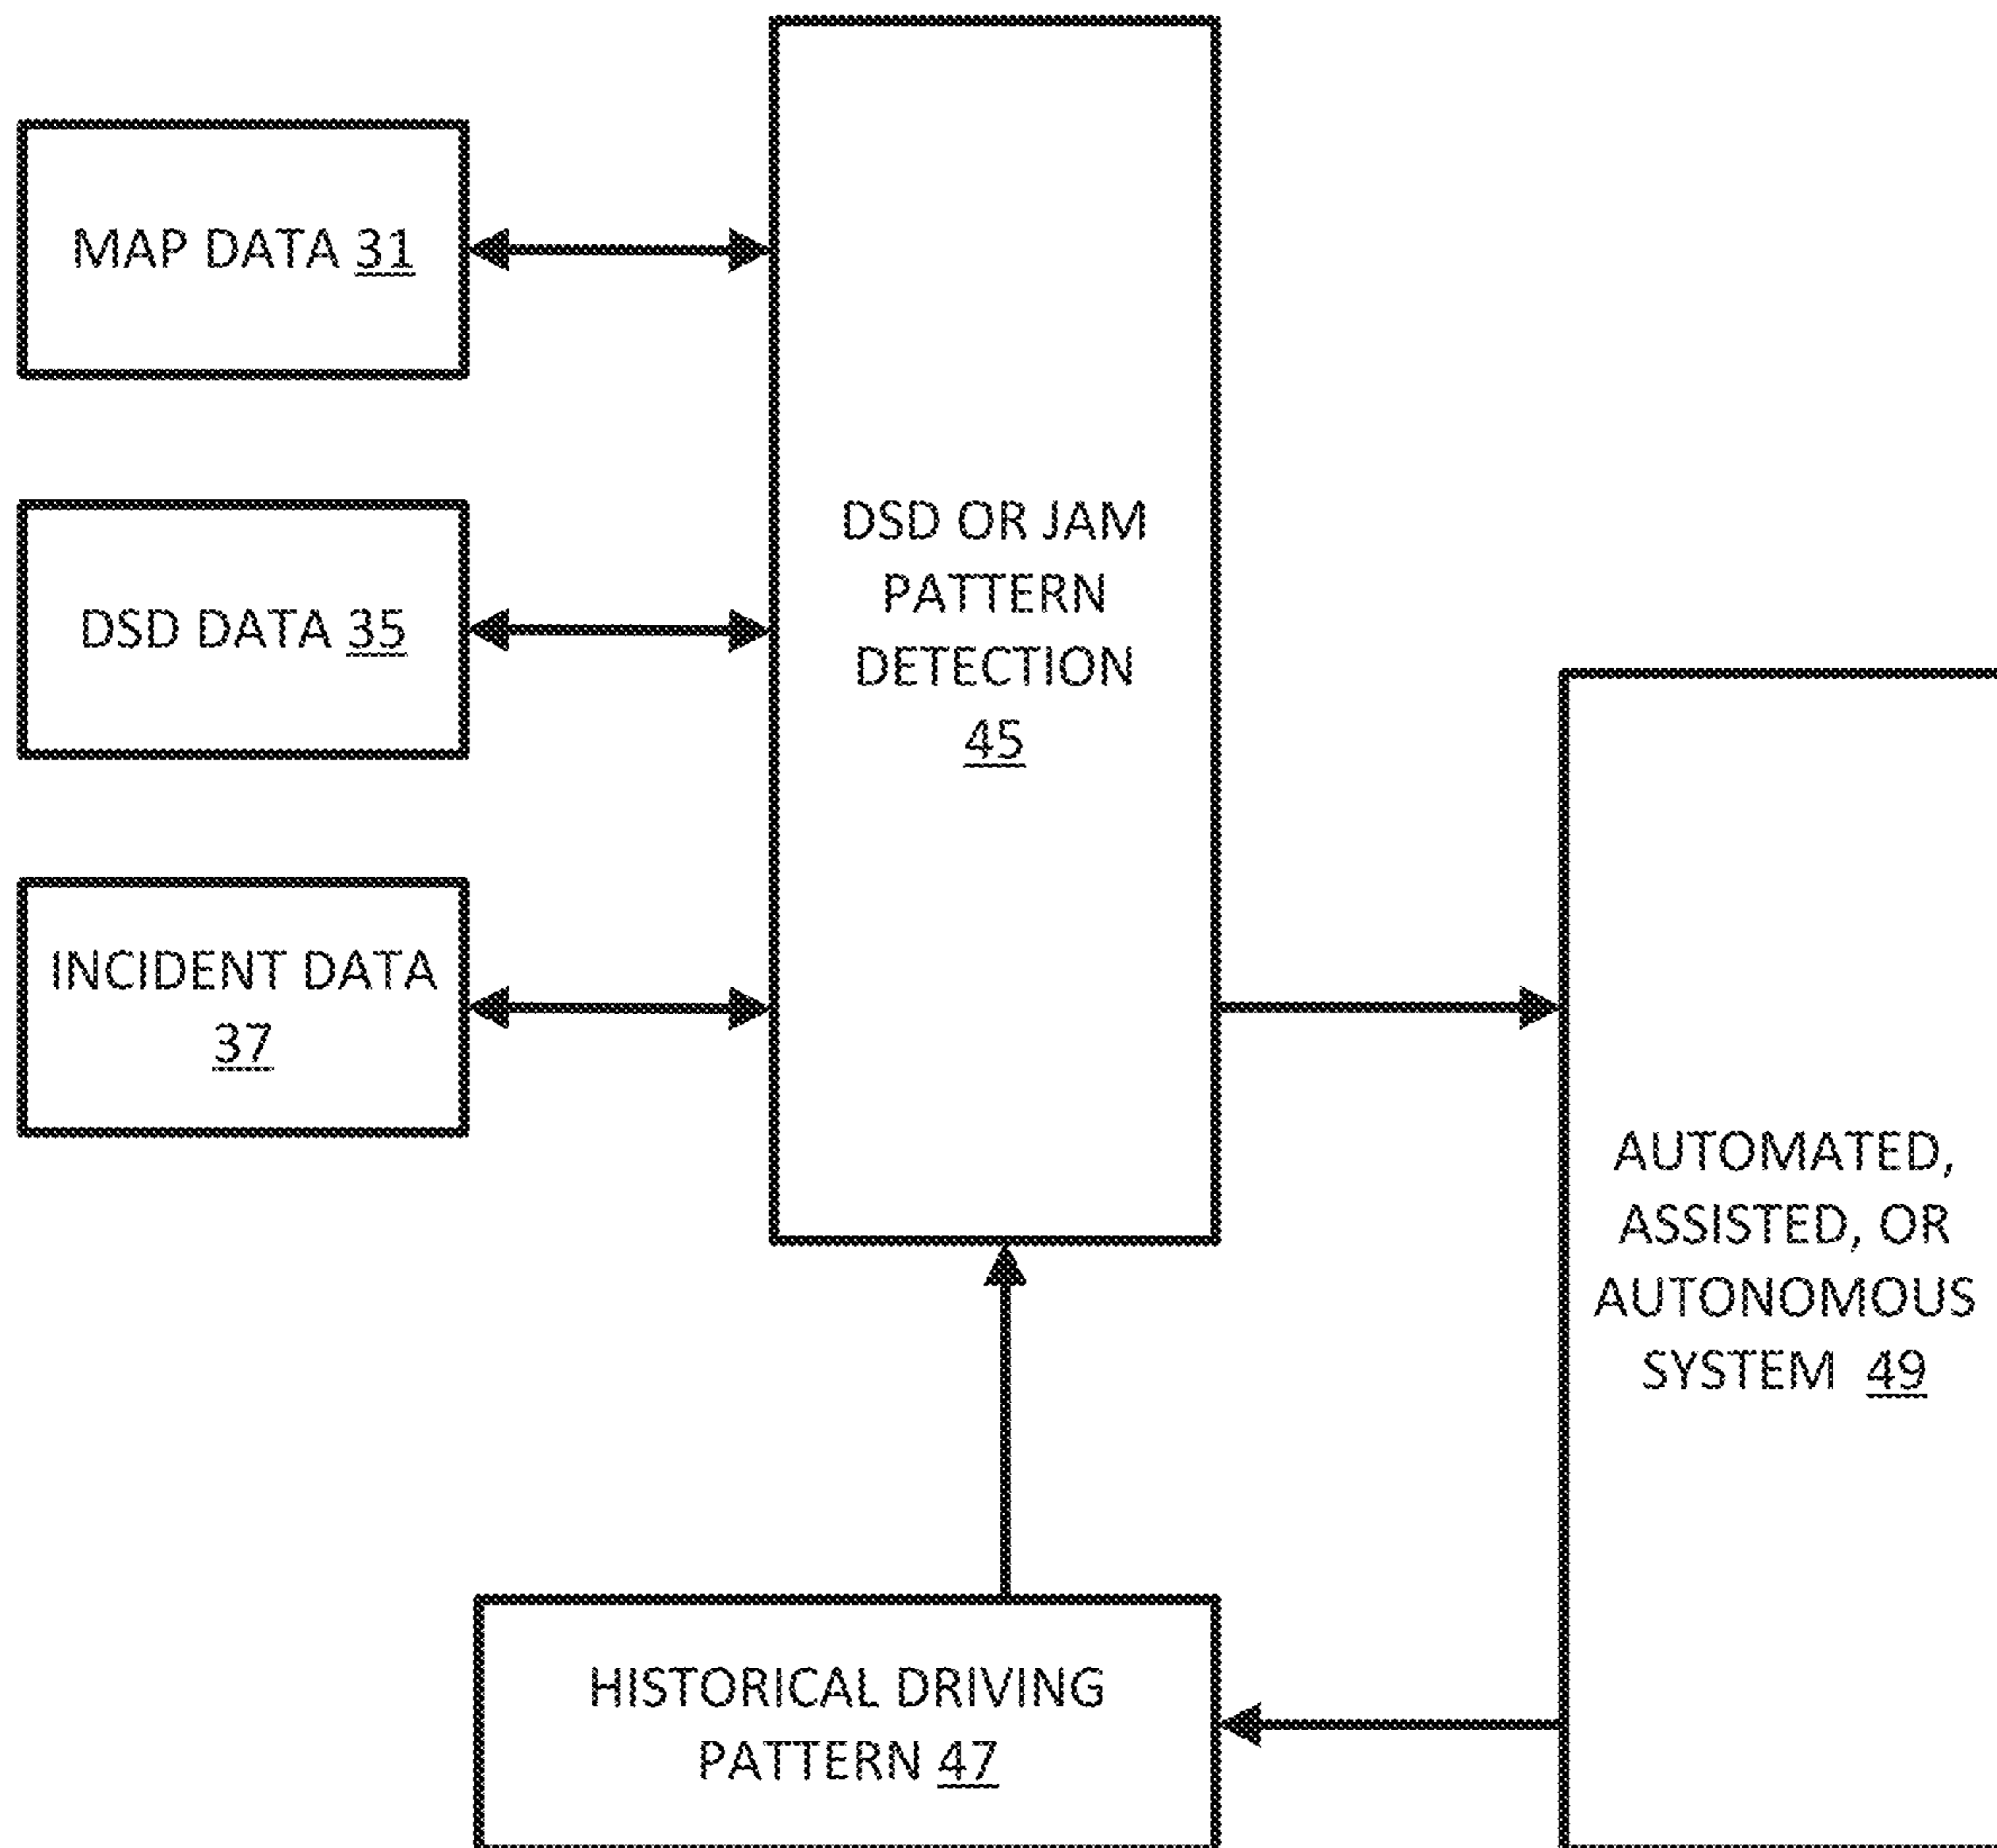 MAP DATA 31
DSD DATA 35
INCIDENT DATA
37
DSD OR JAM
PATTERN
DETECTION
45
AUTOMATED,
ASSISTED, OR
AUTONOMOUS
SYSTEM 49
HISTORICAL DRIVING
PATTERN 47